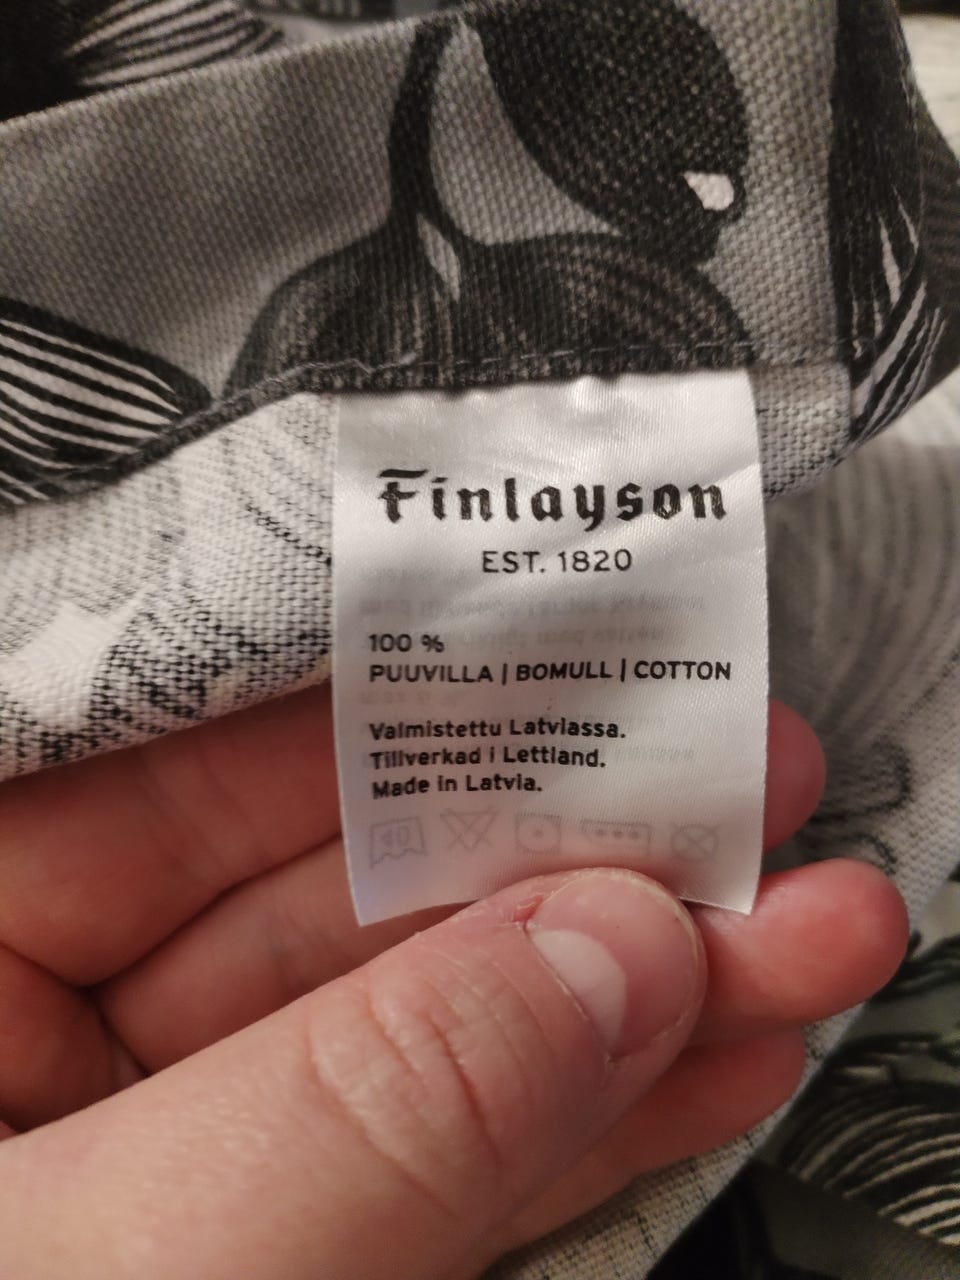 Finlayson
EST. 1820
100 %
PUUVILLA | BOMULL | COTTON
Valmistettu Latviassa.
Tillverkad i Lettland.
Made in Latvia.